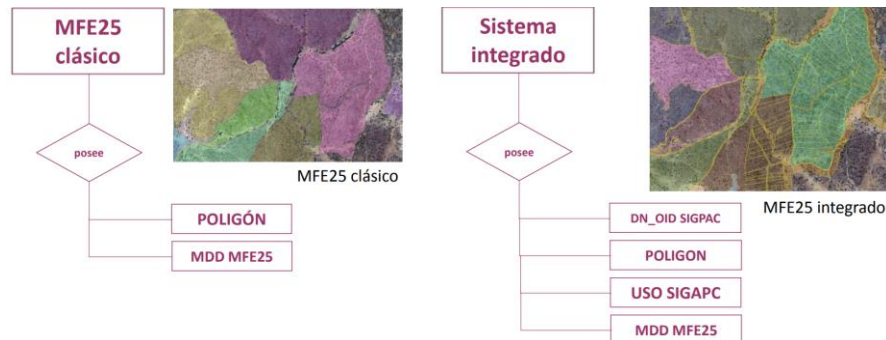 MFE25
clásico
posee
MFE25 clásico
POLIGÓN
MDD MFE25
Sistema
integrado
posee
MFE25 integrado
DN_OID SIGPAC
POLIGON
USO SIGAPC
MDD MFE25